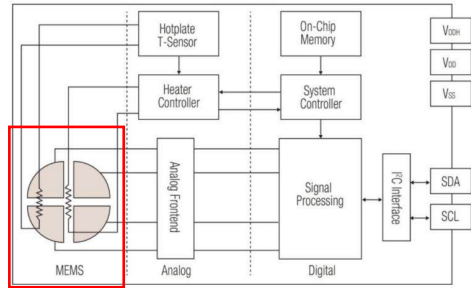 Hotplate
T-Sensor
On-Chip
Memory
VDDH
VDD
VSS
Heater
Controller
System
Controller
Analog Frontend
Signal
Processing
I²C Interface
SDA
SCL
MEMS
Analog
Digital